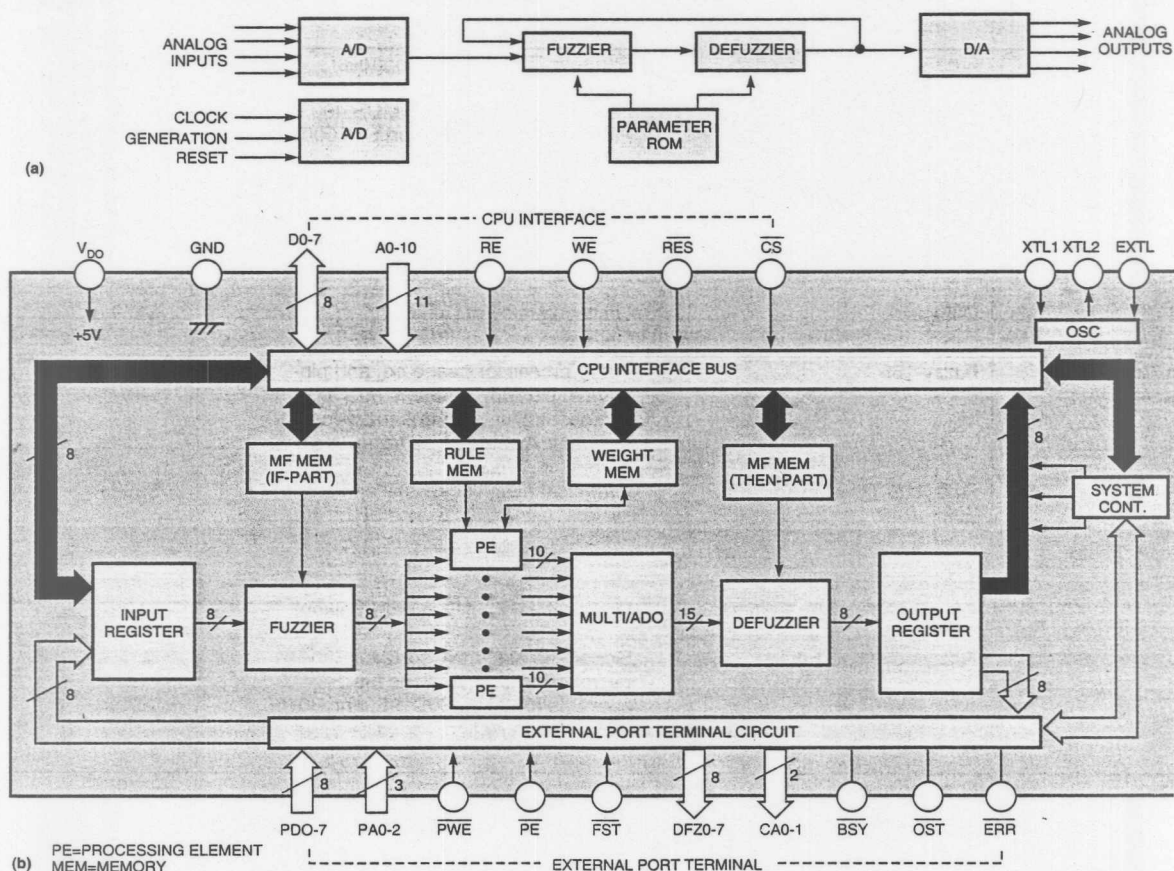 ANALOG
INPUTS
A/D
FUZZIER
DEFUZZIER
D/A
ANALOG
OUTPUTS
CLOCK
GENERATION
RESET
A/D
PARAMETER
ROM
(a)
CPU INTERFACE
VDO
GND
D0-7
A0-10
RE
WE
RES
CS
XTL1
XTL2
EXTL
8
11
+5V
OSC
CPU INTERFACE BUS
8
8
MF MEM
(IF-PART)
RULE
MEM
WEIGHT
MEM
MF MEM
(THEN-PART)
SYSTEM
CONT.
PE
10
INPUT
REGISTER
8
FUZZIER
8
MULTI/ADO
15
DEFUZZIER
8
OUTPUT
REGISTER
PE
10
8
8
EXTERNAL PORT TERMINAL CIRCUIT
8
3
8
2
PDO-7
PA0-2
PWE
PE
FST
DFZ0-7
CA0-1
BSY
OST
ERR
(b)
PE=PROCESSING ELEMENT
MEM=MEMORY
EXTERNAL PORT TERMINAL